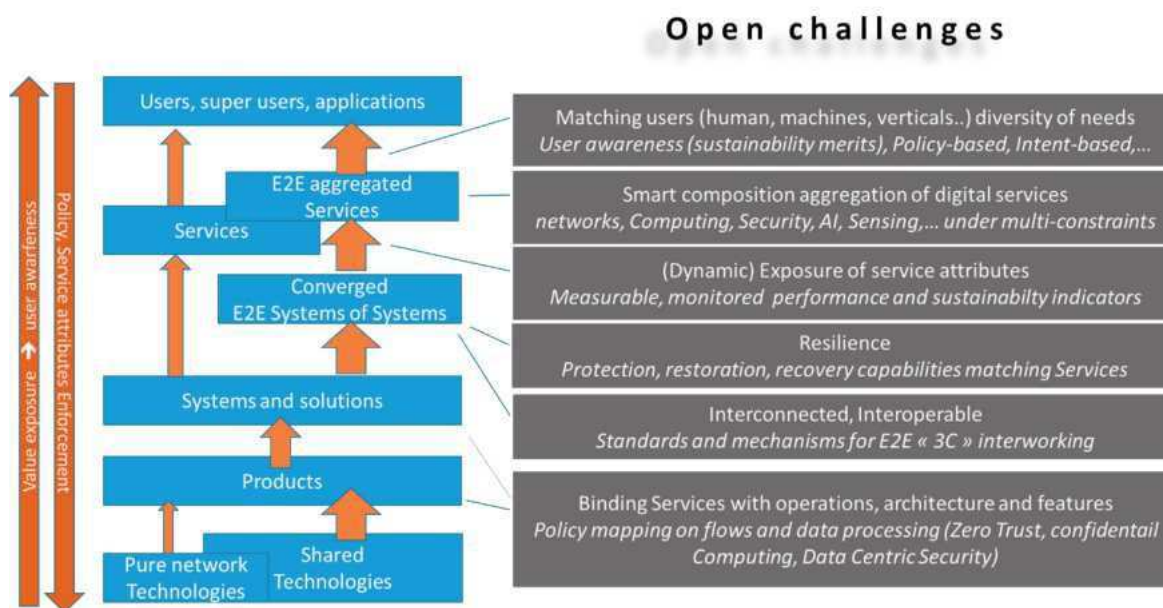 Open challenges
Value exposure → user awareness
Policy, Service attributes Enforcement
Users, super users, applications
E2E aggregated
Services
Services
Converged
E2E Systems of Systems
Systems and solutions
Products
Shared
Technologies
Pure network
Technologies
Matching users (human, machines, verticals..) diversity of needs
User awareness (sustainability merits), Policy-based, Intent-based,...
Smart composition aggregation of digital services
networks, Computing, Security, AI, Sensing,... under multi-constraints
(Dynamic) Exposure of service attributes
Measurable, monitored performance and sustainabilty indicators
Resilience
Protection, restoration, recovery capabilities matching Services
Interconnected, Interoperable
Standards and mechanisms for E2E « 3C » interworking
Binding Services with operations, architecture and features
Policy mapping on flows and data processing (Zero Trust, confidentail
Computing, Data Centric Security)